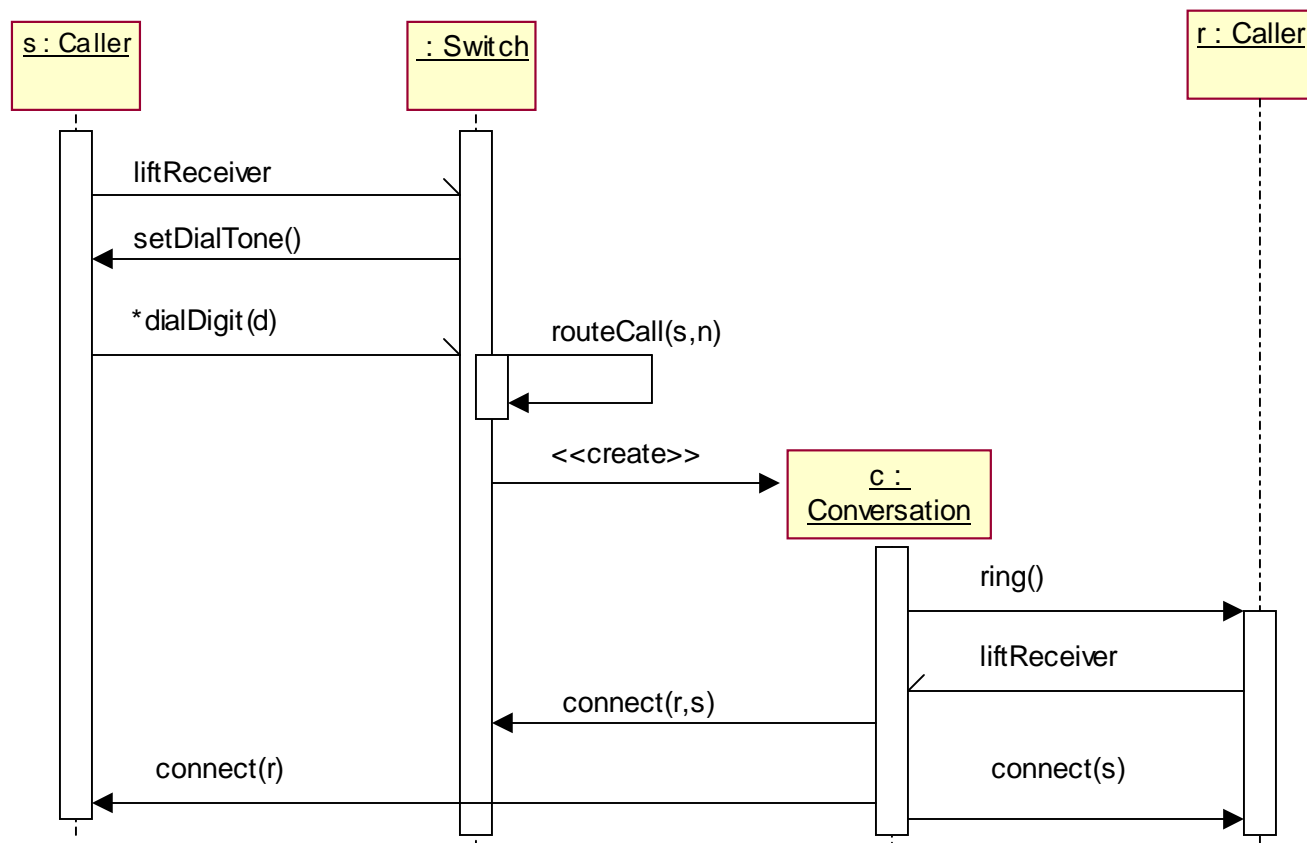 s : Caller
: Switch
r : Caller
liftReceiver
setDialTone()
*dialDigit(d)
routeCall(s,n)
<<create>>
c :
Conversation
ring()
liftReceiver
connect(r,s)
connect(r)
connect(s)